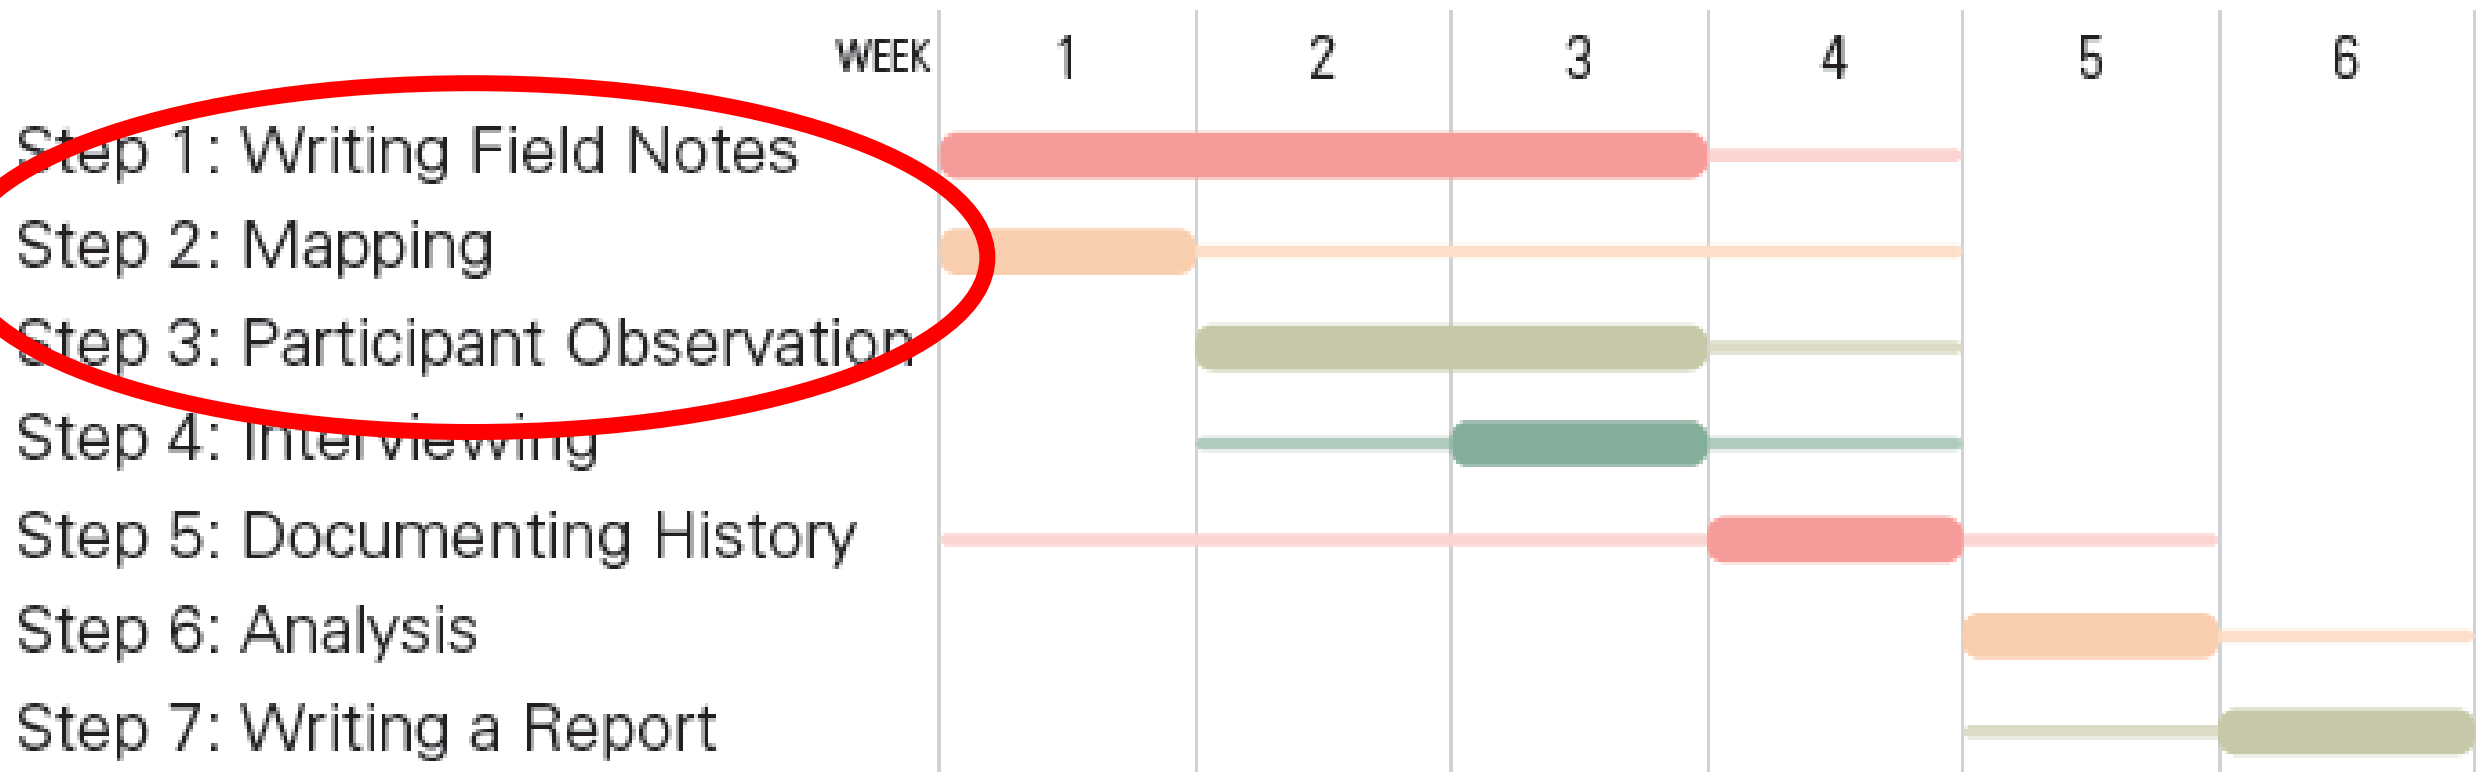 WEEK 1 2 3 4 5 6
Step 1: Writing Field Notes
Step 2: Mapping
Step 3: Participant Observation
Step 4: Interviewing
Step 5: Documenting History
Step 6: Analysis
Step 7: Writing a Report